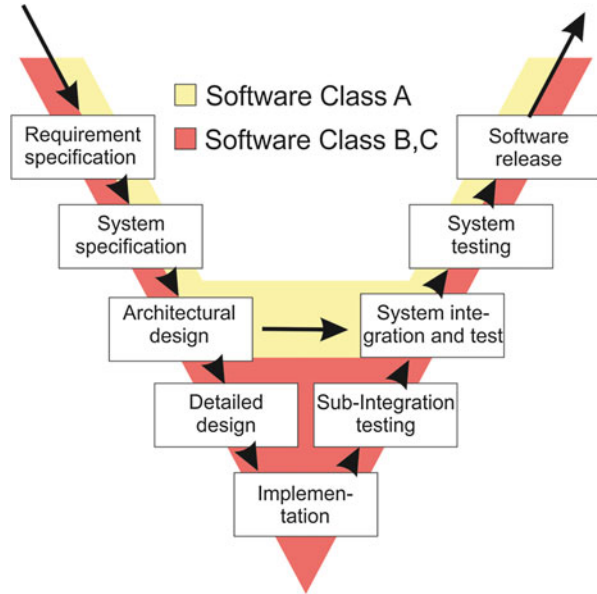 Software Class A
Software Class B,C
Requirement
specification
Software
release
System
specification
System
testing
Architectural
design
System inte-
gration and test
Detailed
design
Sub-Integration
testing
Implemen-
tation